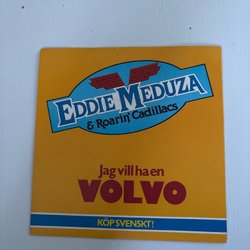 EDDIE MEDUZA
& Roarin' Cadillacs
Jag vill ha en
VOLVO
KÖP SVENSKT!